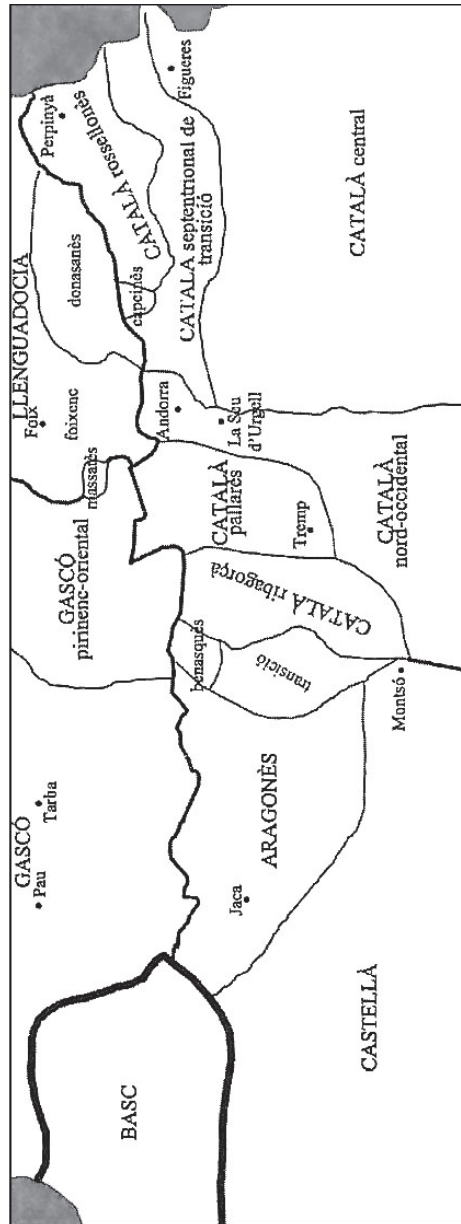 BASC
GASCÓ
Pau
Tarba
GASCÓ
pirinenc-oriental
massatès
LLENGUADOCIÀ
Foix
foixenc
donasanès
Perpinyà
CATALÀ rossellonès
capcinès
CATALÀ septentrional de
transició
Figueres
Andorra
La Seu
d'Urgell
CATALÀ
pallarès
Tremp
CATALÀ ribagorçà
benasquès
transició
Jaca
ARAGONÈS
Montsó
CATALÀ
nord-occidental
CATALÀ central
CASTELLÀ